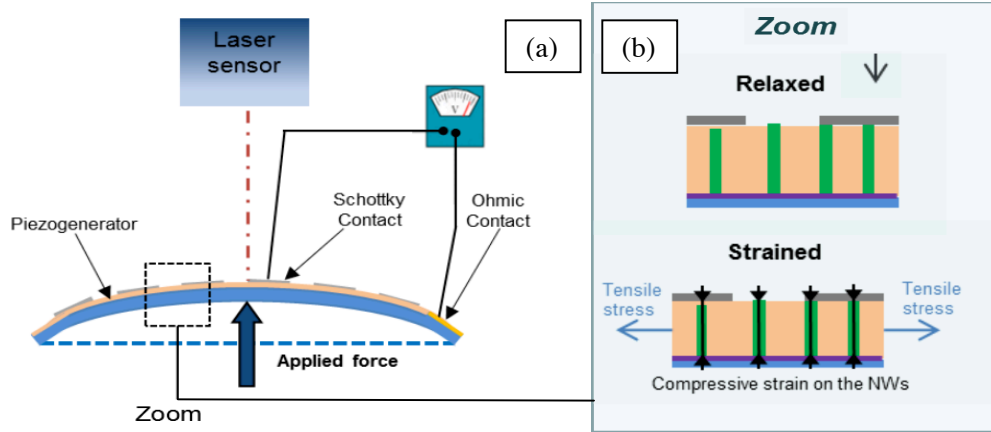 Laser
sensor
(a)
V
Schottky
Contact
Ohmic
Contact
Piezogenerator
Applied force
Zoom
(b)
Zoom
Relaxed
Strained
Tensile
stress
Tensile
stress
Compressive strain on the NWs